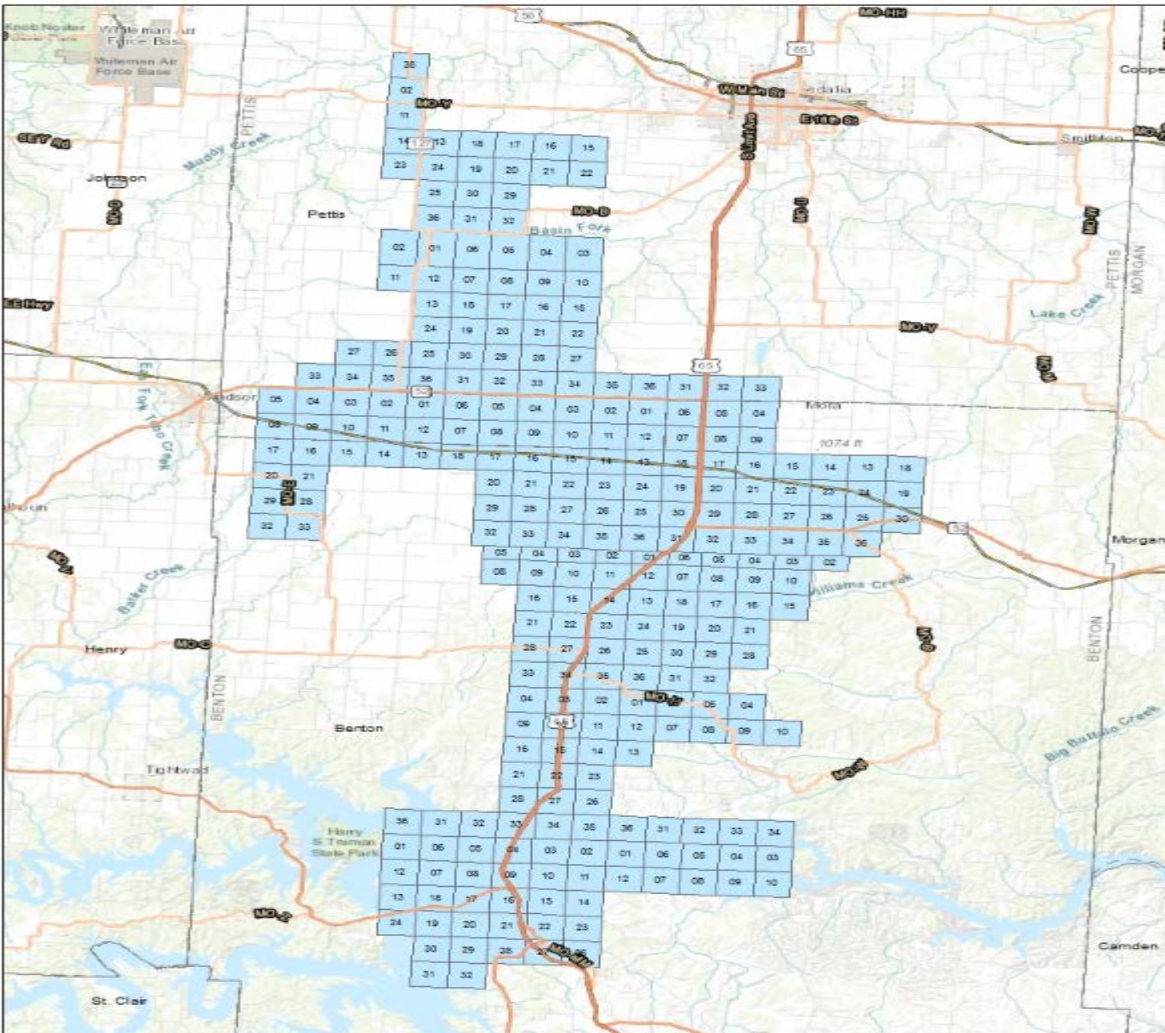 50
MO-HH
65
Knob Noster
Whiteman Air
Force Base
Whiteman Air
Force Base
Cooper
W Main St
E 16th St
S Limit Ave
MO-Y
Smithton
SE Y Rd
PETTIS
Muddy Creek
Johnson
23
MO-D
127
Pettis
MO-B
MO-U
Basin Fork
PETTIS
MORGAN
Lake Creek
MO-V
65
36
02
11
14 13 18 17 16 15
23 24 19 20 21 22
25 30 29
36 31 32
02 01 06 05 04 03
11 12 07 08 09 10
13 18 17 16 15
24 19 20 21 22
27 26 25 30 29 28 27
33 34 35 36 31 32 33 34 35 36 31 32 33
52
Mora
05 04 03 02 01 06 05 04 03 02 01 06 05 04
08 09 10 11 12 07 08 09 10 11 12 07 08 09
1074 ft
17 16 15 14 13 18 17 16 15 14 13 18 17 16 15 14 13 18
20 21 20 21 22 23 24 19 20 21 22 23 24 19
MO-E
29 28 29 28 27 26 25 30 29 28 27 26 25 30
52
32 33 32 33 34 35 36 31 32 33 34 35 36
Morgan
05 04 03 02 01 06 05 04 03 02
08 09 10 11 12 07 08 09 10
Williams Creek
16 15 14 13 18 17 16 15
21 22 23 24 19 20 21
Henry
MO-C
28 27 26 25 30 29 28
33 34 35 36 31 32
BENTON
BENTON
04 03 02 01 05 04
Benton
09 11 12 07 08 09 10
Big Buffalo Creek
16 15 14 13
Tightwad
21 22 23
28 27 26
Harry
S Truman
State Park
36 31 32 33 34 35 36 31 32 33 34
01 06 05 04 03 02 01 06 05 04 03
12 07 08 09 10 11 12 07 08 09 10
13 18 17 16 15 14
24 19 20 21 22 23
30 29 28 27
MO-MM
31 32
Camden
St. Clair